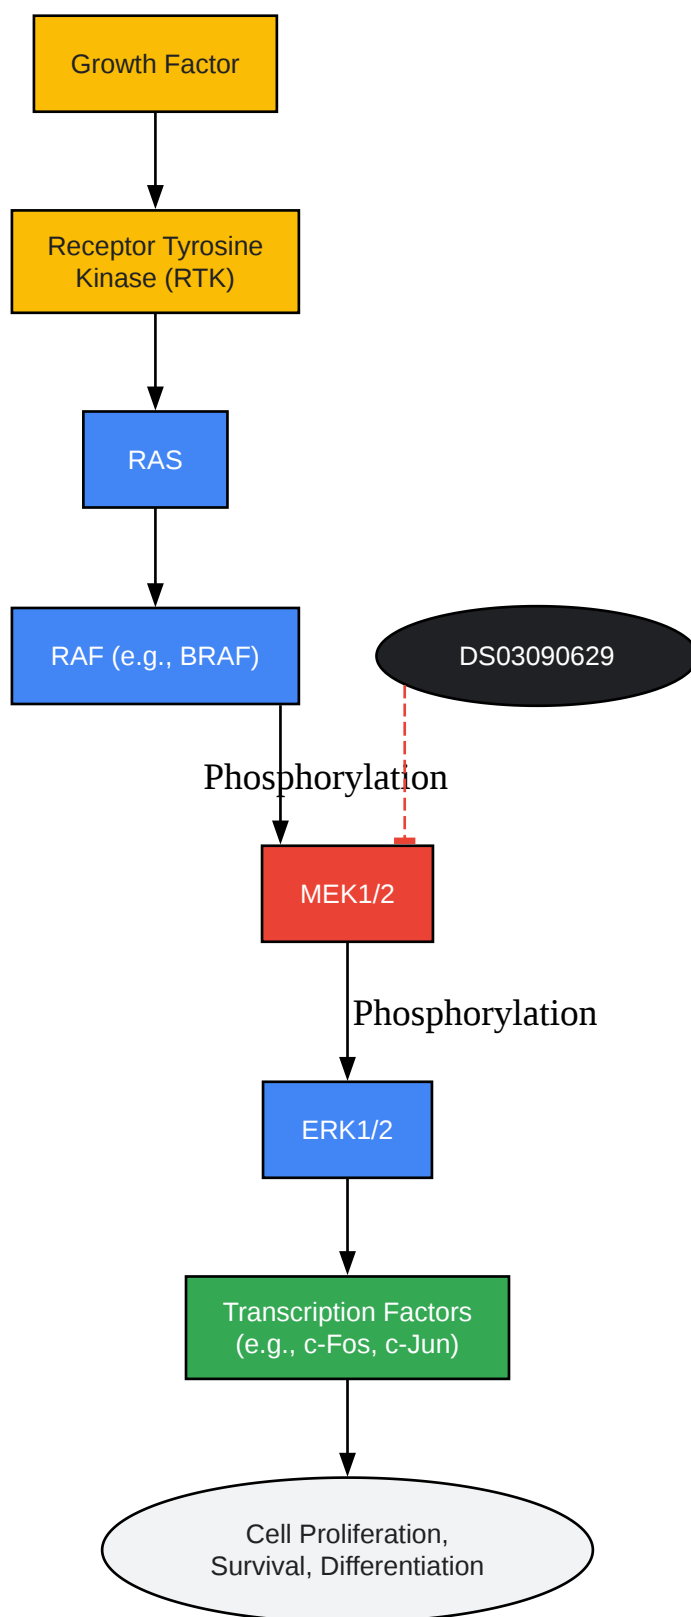 Growth Factor
Receptor Tyrosine
Kinase (RTK)
RAS
RAF (e.g., BRAF)
DS03090629
Phosphorylation
MEK1/2
Phosphorylation
ERK1/2
Transcription Factors
(e.g., c-Fos, c-Jun)
Cell Proliferation,
Survival, Differentiation